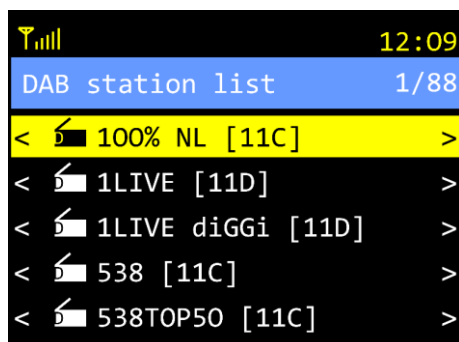 12:09
DAB station list 1/88
< 100% NL [11C] >
< 1LIVE [11D] >
< 1LIVE diGGi [11D] >
< 538 [11C] >
< 538TOP50 [11C] >